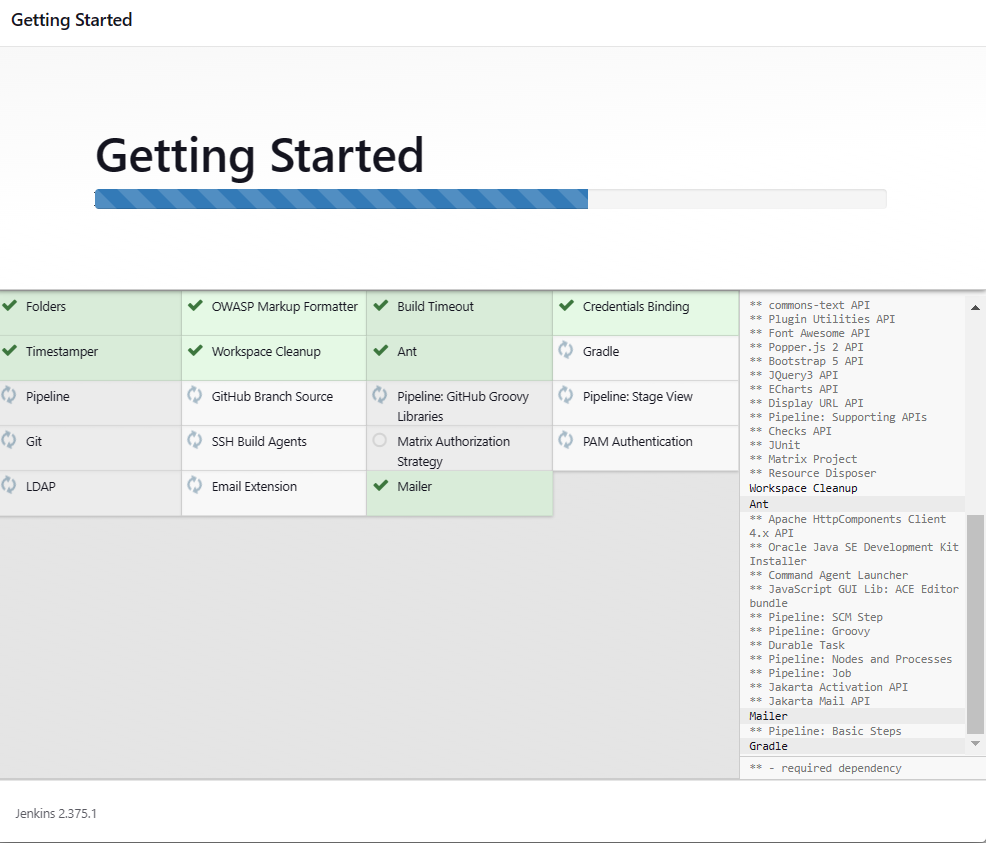 Getting Started
Getting Started
Folders
OWASP Markup Formatter
Build Timeout
Credentials Binding
Timestamper
Workspace Cleanup
Ant
Gradle
Pipeline
GitHub Branch Source
Pipeline: GitHub Groovy
Libraries
Pipeline: Stage View
Git
SSH Build Agents
Matrix Authorization
Strategy
PAM Authentication
LDAP
Email Extension
Mailer
** commons-text API
** Plugin Utilities API
** Font Awesome API
** Popper.js 2 API
** Bootstrap 5 API
** JQuery3 API
** ECharts API
** Display URL API
** Pipeline: Supporting APIs
** Checks API
** JUnit
** Matrix Project
** Resource Disposer
Workspace Cleanup
Ant
** Apache HttpComponents Client
4.x API
** Oracle Java SE Development Kit
Installer
** Command Agent Launcher
** JavaScript GUI Lib: ACE Editor
bundle
** Pipeline: SCM Step
** Pipeline: Groovy
** Durable Task
** Pipeline: Nodes and Processes
** Pipeline: Job
** Jakarta Activation API
** Jakarta Mail API
Mailer
** Pipeline: Basic Steps
Gradle
** - required dependency
Jenkins 2.375.1